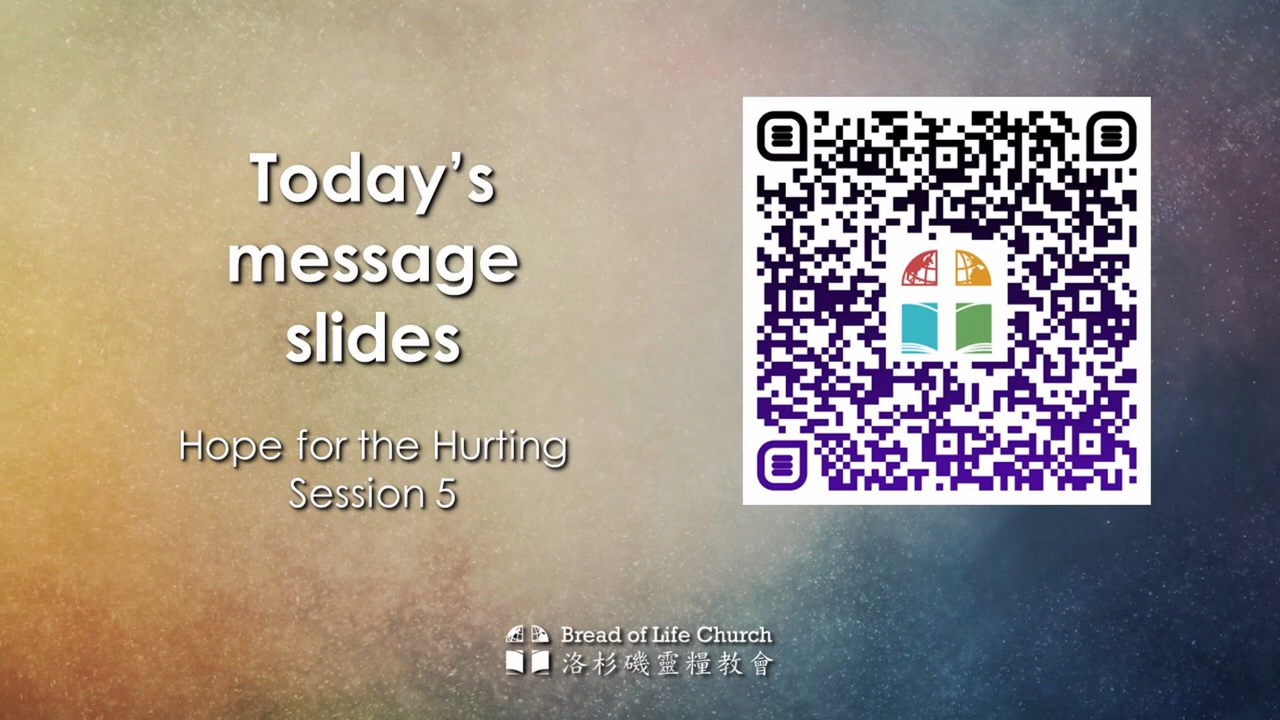 Today’s
message
slides
Hope for the Hurting
Session 5
Bread of Life Church
洛杉磯靈糧教會